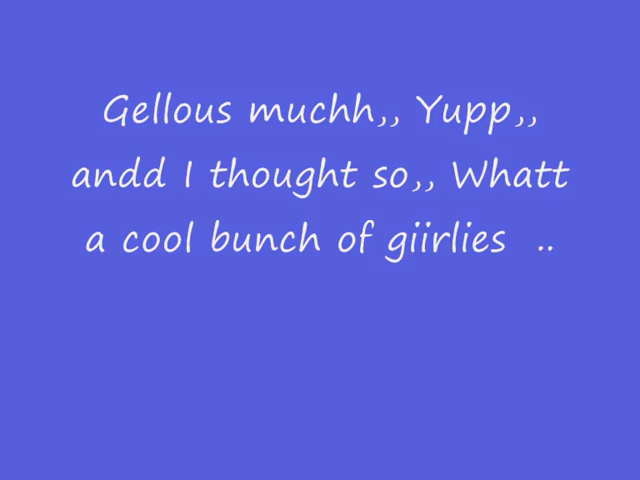 Gellous muchh,, Yupp,,
andd I thought so,, Whatt
a cool bunch of giirlies  ..